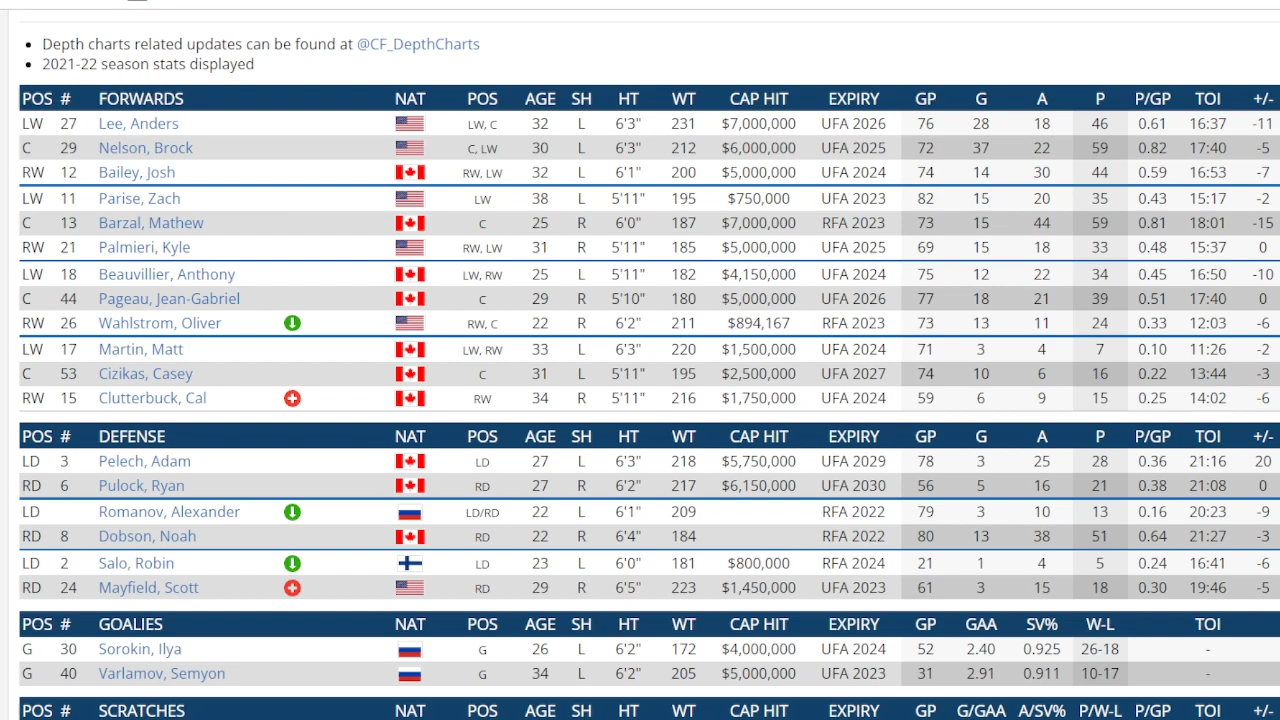 Depth charts related updates can be found at @CF_DepthCharts
2021-22 season stats displayed
POS # FORWARDS NAT POS AGE SH HT WT CAP HIT EXPIRY GP G A P P/GP TOI +/-
LW 27 Lee, Anders LW, C 32 L 6'3" 231 $7,000,000 UFA 2026 76 28 18 46 0.61 16:37 -11
C 29 Nelson, Brock C, LW 30 L 6'3" 212 $6,000,000 UFA 2025 72 37 22 59 0.82 17:40 -5
RW 12 Bailey, Josh RW, LW 32 L 6'1" 200 $5,000,000 UFA 2024 74 14 30 44 0.59 16:53 -7
LW 11 Parise, Zach LW 38 L 5'11" 195 $750,000 UFA 2023 82 15 20 35 0.43 15:17 -2
C 13 Barzal, Mathew C 25 R 6'0" 187 $7,000,000 RFA 2023 73 15 44 59 0.81 18:01 -15
RW 21 Palmieri, Kyle RW, LW 31 R 5'11" 185 $5,000,000 UFA 2025 69 15 18 33 0.48 15:37 0
LW 18 Beauvillier, Anthony LW, RW 25 L 5'11" 182 $4,150,000 UFA 2024 75 12 22 34 0.45 16:50 -10
C 44 Pageau, Jean-Gabriel C 29 R 5'10" 180 $5,000,000 UFA 2026 77 18 21 39 0.51 17:40 0
RW 26 Wahlstrom, Oliver RW, C 22 R 6'2" 211 $894,167 RFA 2023 73 13 11 24 0.33 12:03 -6
LW 17 Martin, Matt LW, RW 33 L 6'3" 220 $1,500,000 UFA 2024 71 3 4 7 0.10 11:26 -2
C 53 Cizikas, Casey C 31 L 5'11" 195 $2,500,000 UFA 2027 74 10 6 16 0.22 13:44 -3
RW 15 Clutterbuck, Cal RW 34 R 5'11" 216 $1,750,000 UFA 2024 59 6 9 15 0.25 14:02 -6
POS # DEFENSE NAT POS AGE SH HT WT CAP HIT EXPIRY GP G A P P/GP TOI +/-
LD 3 Pelech, Adam LD 27 L 6'3" 218 $5,750,000 UFA 2029 78 3 25 28 0.36 21:16 20
RD 6 Pulock, Ryan RD 27 R 6'2" 217 $6,150,000 UFA 2030 56 5 16 21 0.38 21:08 0
LD Romanov, Alexander LD/RD 22 L 6'1" 209 RFA 2022 79 3 10 13 0.16 20:23 -9
RD 8 Dobson, Noah RD 22 R 6'4" 184 RFA 2022 80 13 38 51 0.64 21:27 -3
LD 2 Salo, Robin LD 23 L 6'0" 181 $800,000 RFA 2024 21 1 4 5 0.24 16:41 -6
RD 24 Mayfield, Scott RD 29 R 6'5" 223 $1,450,000 UFA 2023 61 3 15 18 0.30 19:46 -5
POS # GOALIES NAT POS AGE SH HT WT CAP HIT EXPIRY GP GAA SV% W-L TOI
G 30 Sorokin, Ilya G 26 L 6'2" 172 $4,000,000 UFA 2024 52 2.40 0.925 26-18 -
G 40 Varlamov, Semyon G 34 L 6'2" 205 $5,000,000 UFA 2023 31 2.91 0.911 10-17 -
POS # SCRATCHES NAT POS AGE SH HT WT CAP HIT EXPIRY GP G/GAA A/SV% P/W-L P/GP TOI +/-